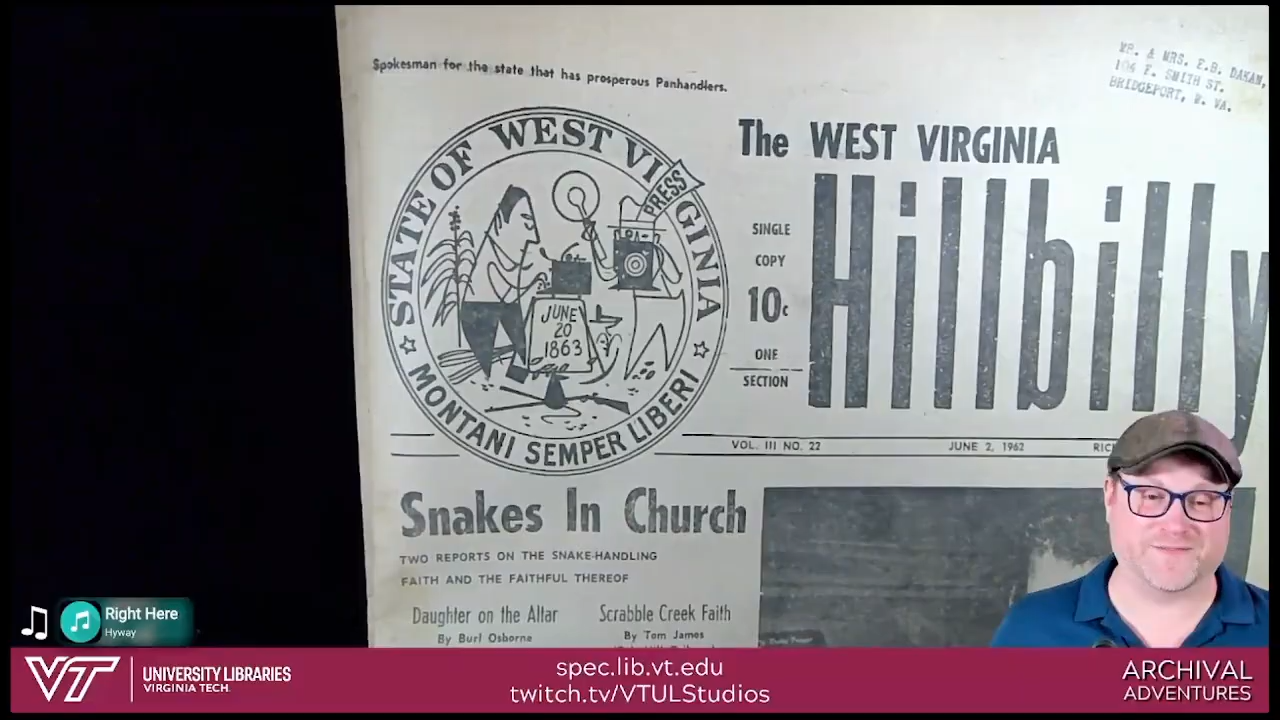 Spokesman for the state that has prosperous Panhandlers.
MR. & MRS. E.B. DAKAN,
104 E. SMITH ST.
BRIDGEPORT, W. VA.
STATE OF WEST VIRGINIA
PRESS
JUNE
20
1863
MONTANI SEMPER LIBERI
The WEST VIRGINIA
Hillbilly
SINGLE
COPY
10c
ONE
SECTION
VOL. III NO. 22
JUNE 2, 1962
RIC
Snakes In Church
TWO REPORTS ON THE SNAKE-HANDLING
FAITH AND THE FAITHFUL THEREOF
Daughter on the Altar
By Burl Osborne
Scrabble Creek Faith
By Tom James
Right Here
Hyway
VT
UNIVERSITY LIBRARIES
VIRGINIA TECH.
spec.lib.vt.edu
twitch.tv/VTULStudios
ARCHIVAL
ADVENTURES